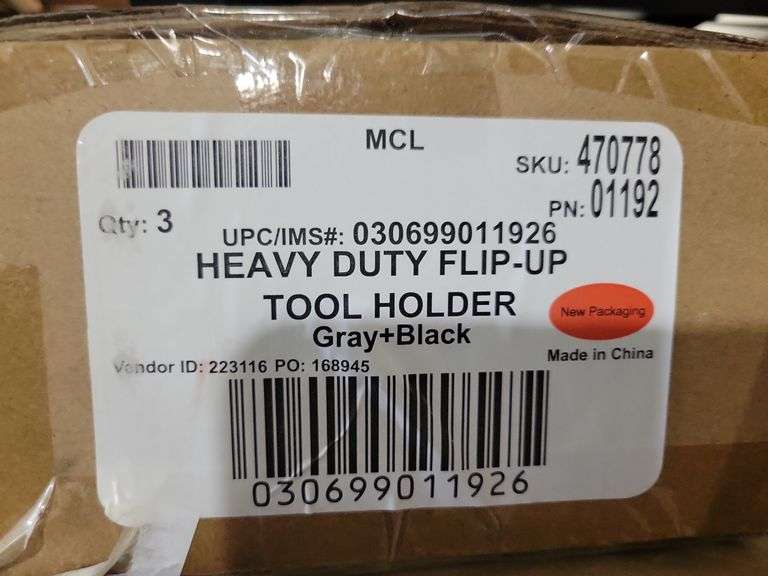 MCL
SKU: 470778
PN: 01192
Qty: 3
UPC/IMS#: 030699011926
HEAVY DUTY FLIP-UP
TOOL HOLDER
Gray+Black
New Packaging
Made in China
Vendor ID: 223116 PO: 168945
030699011926